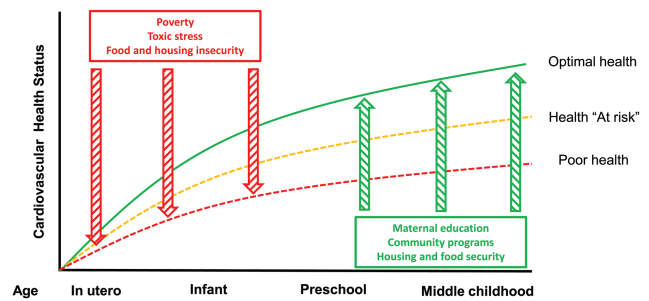 Poverty
Toxic stress
Food and housing insecurity
Cardiovascular Health Status
Optimal health
Health “At risk”
Poor health
Maternal education
Community programs
Housing and food security
Age In utero Infant Preschool Middle childhood